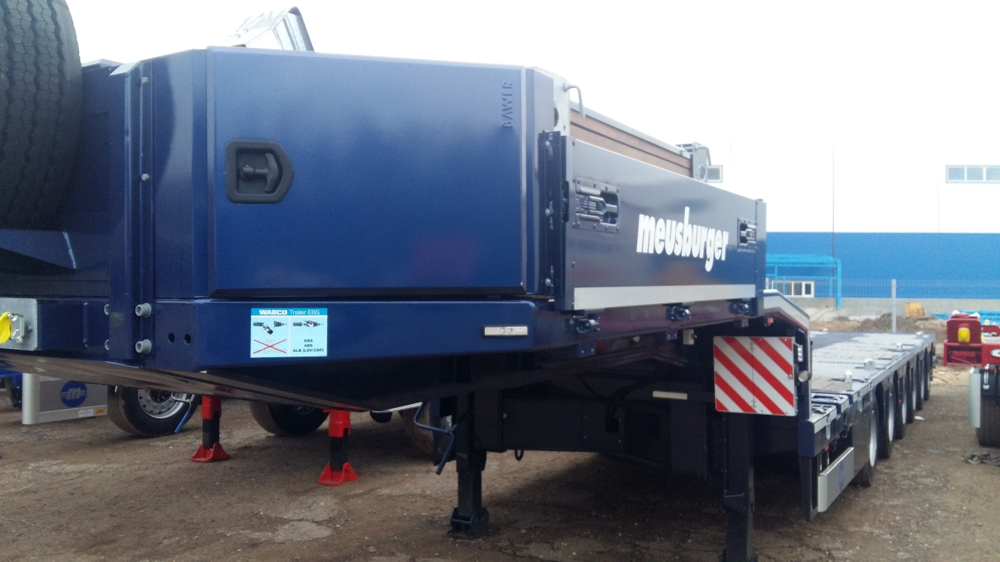 meusburger
WABCO Trailer EBS
EBS
ABS
ALB (LSV/CDF)